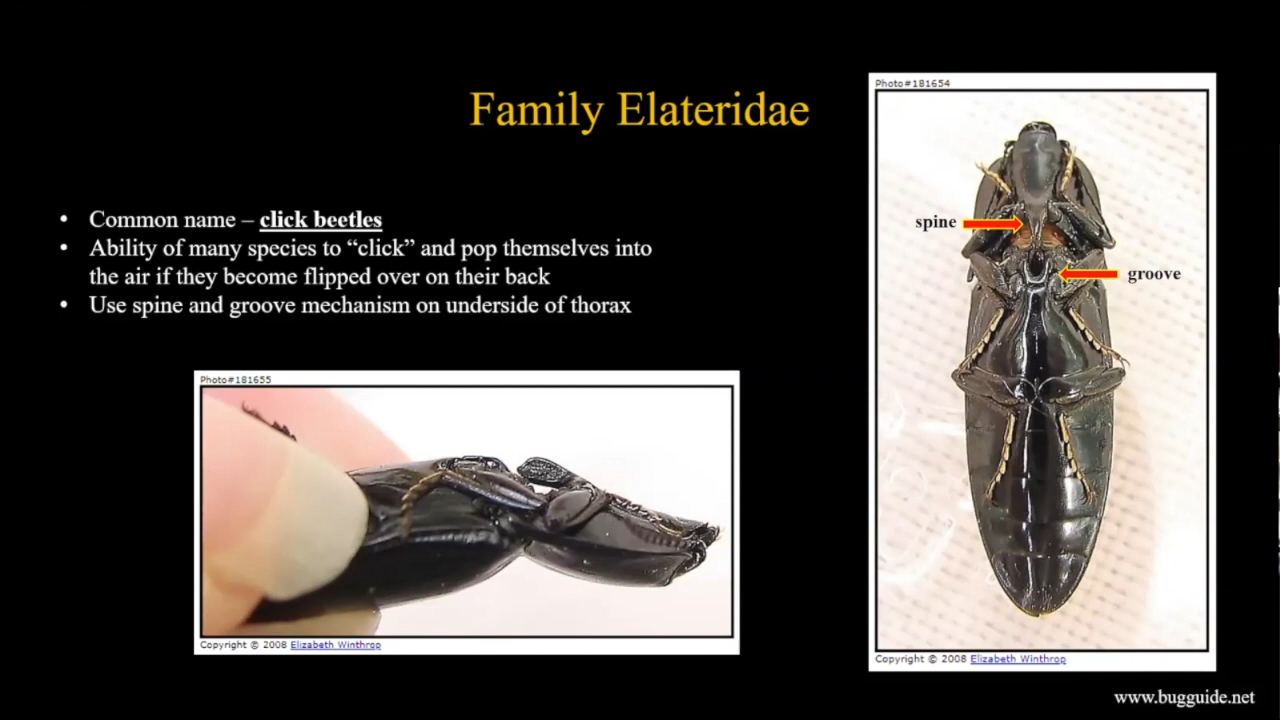 Family Elateridae
• Common name – click beetles
• Ability of many species to “click” and pop themselves into
the air if they become flipped over on their back
• Use spine and groove mechanism on underside of thorax
Photo#181655
Copyright © 2008 Elizabeth Winthrop
Photo#181654
spine
groove
Copyright © 2008 Elizabeth Winthrop
www.bugguide.net